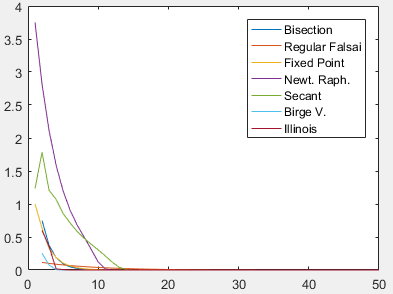 4
3.5
3
2.5
2
1.5
1
0.5
0
0 10 20 30 40 50
Bisection
Regular Falsai
Fixed Point
Newt. Raph.
Secant
Birge V.
Illinois